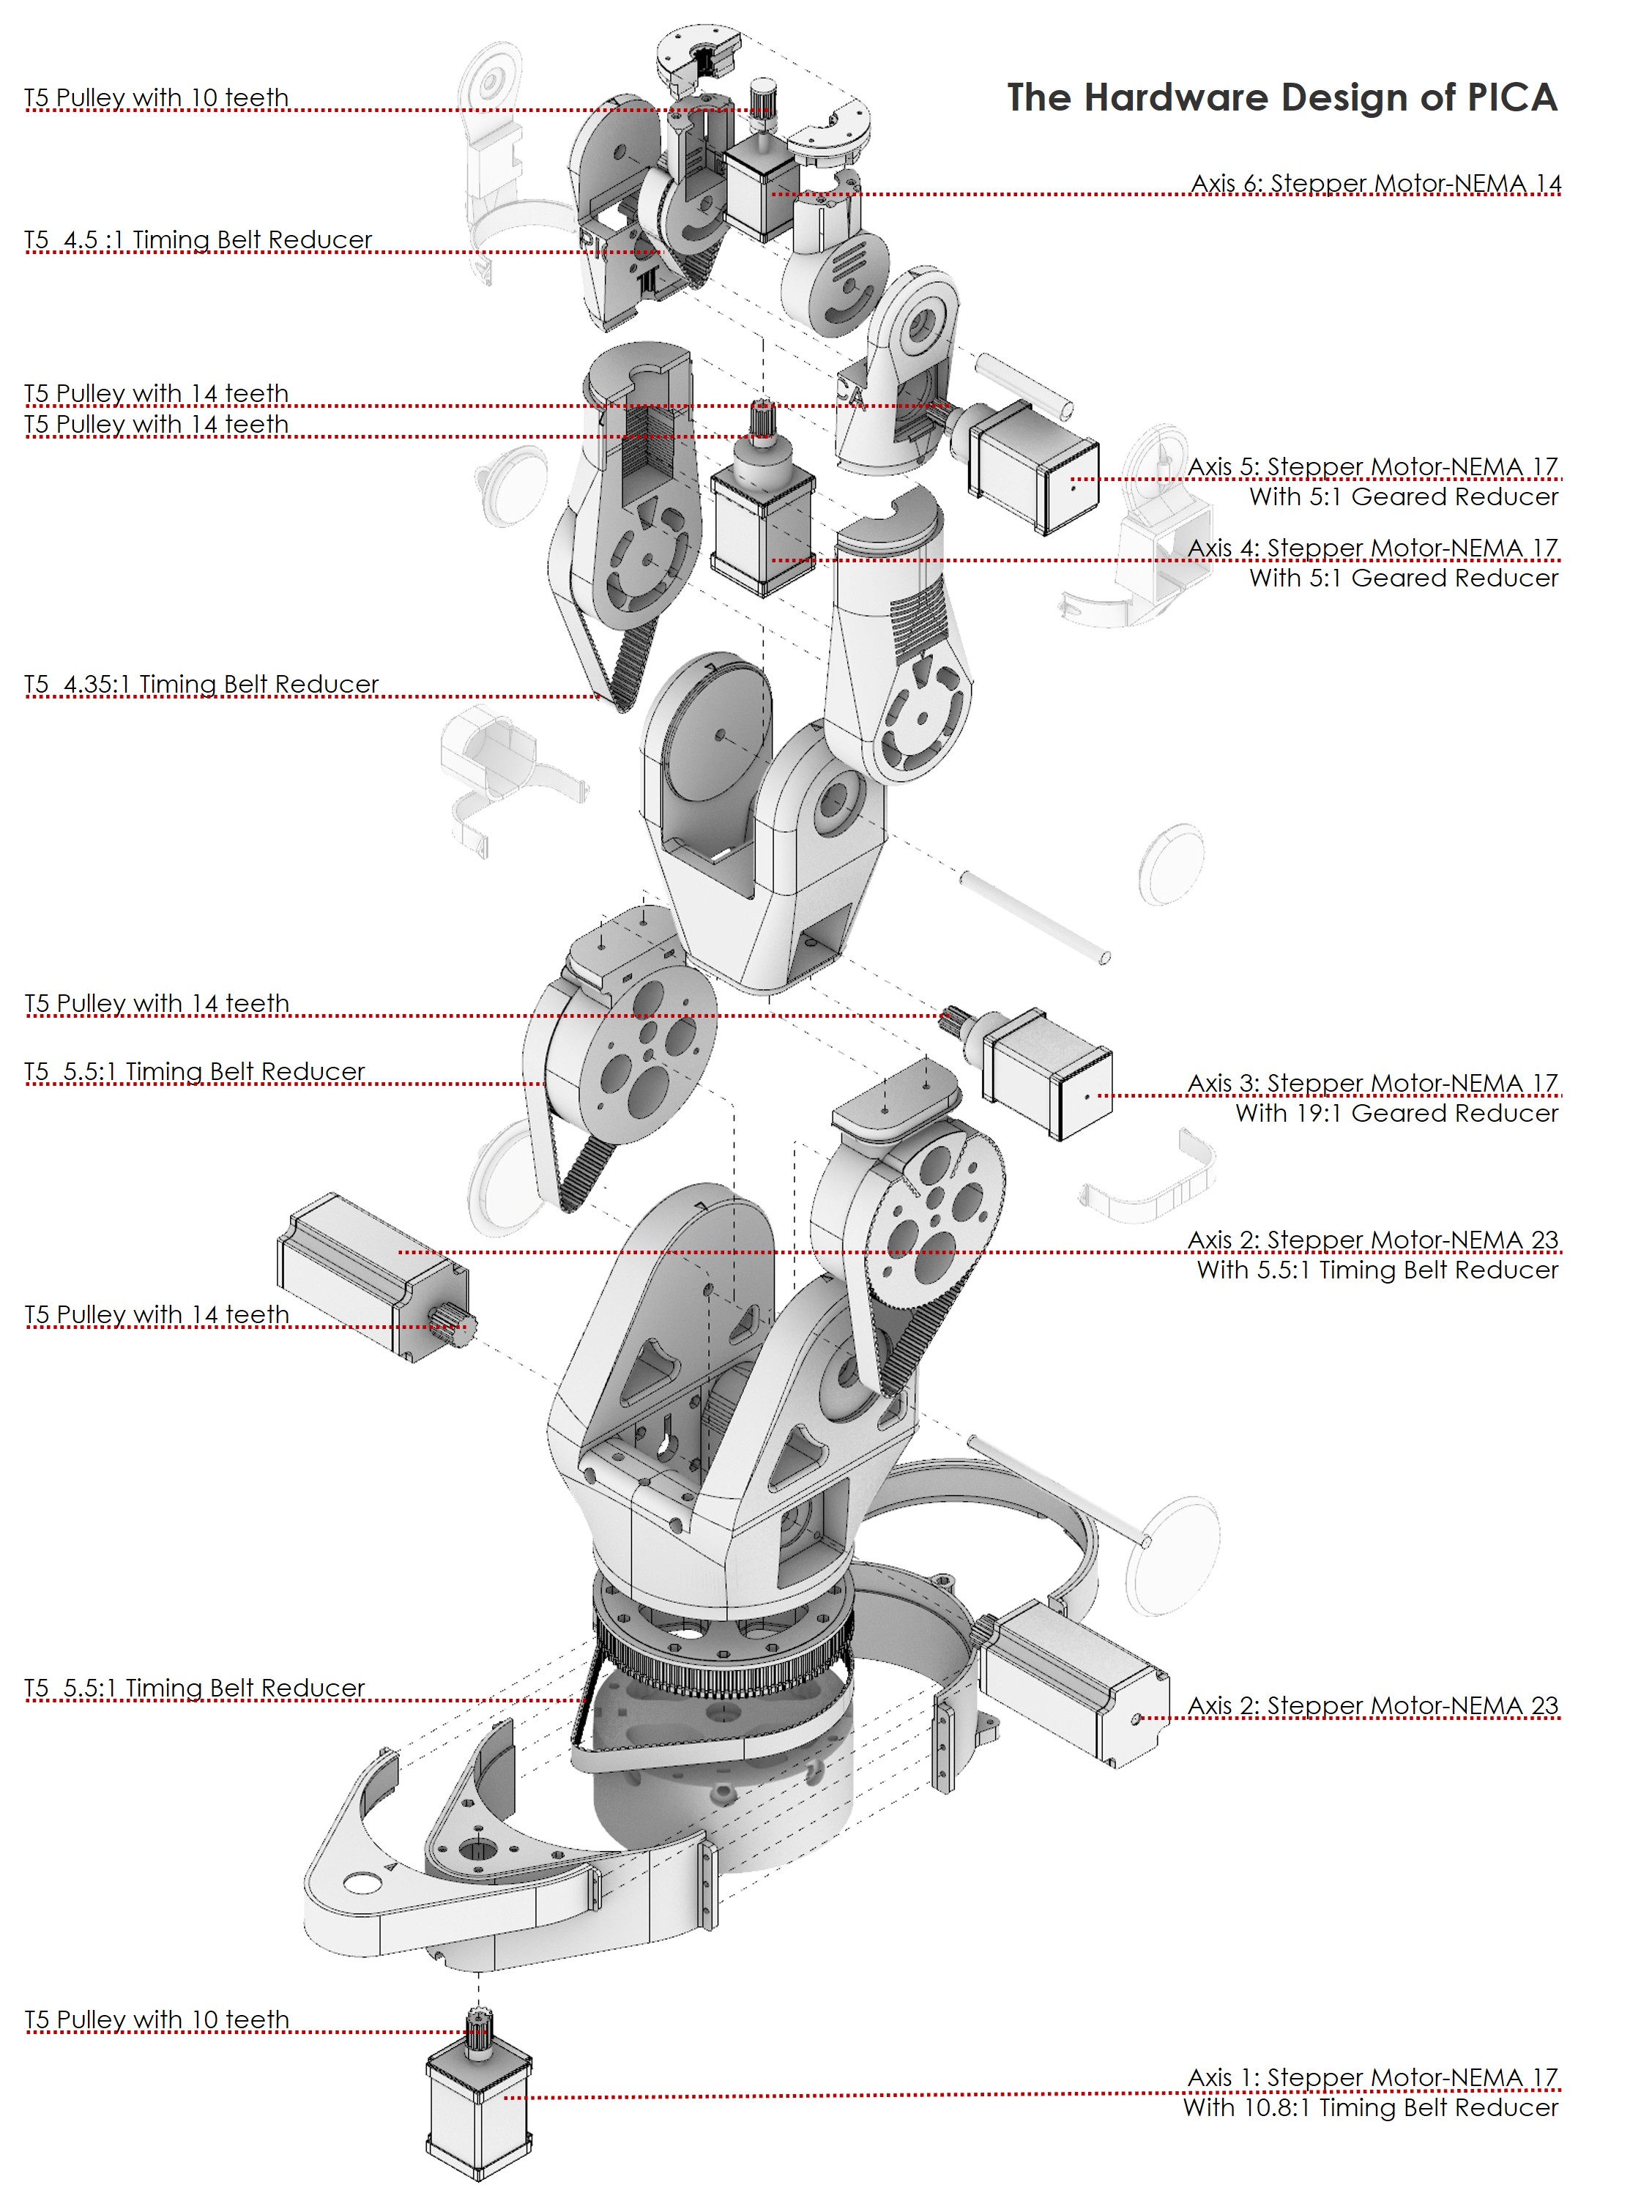 The Hardware Design of PICA
T5 Pulley with 10 teeth
Axis 6: Stepper Motor-NEMA 14
T5  4.5 :1 Timing Belt Reducer
PI
T5 Pulley with 14 teeth
CA
T5 Pulley with 14 teeth
Axis 5: Stepper Motor-NEMA 17
With 5:1 Geared Reducer
Axis 4: Stepper Motor-NEMA 17
With 5:1 Geared Reducer
T5  4.35:1 Timing Belt Reducer
T5 Pulley with 14 teeth
T5  5.5:1 Timing Belt Reducer
Axis 3: Stepper Motor-NEMA 17
With 19:1 Geared Reducer
Axis 2: Stepper Motor-NEMA 23
With 5.5:1 Timing Belt Reducer
T5 Pulley with 14 teeth
T5  5.5:1 Timing Belt Reducer
Axis 2: Stepper Motor-NEMA 23
T5 Pulley with 10 teeth
Axis 1: Stepper Motor-NEMA 17
With 10.8:1 Timing Belt Reducer